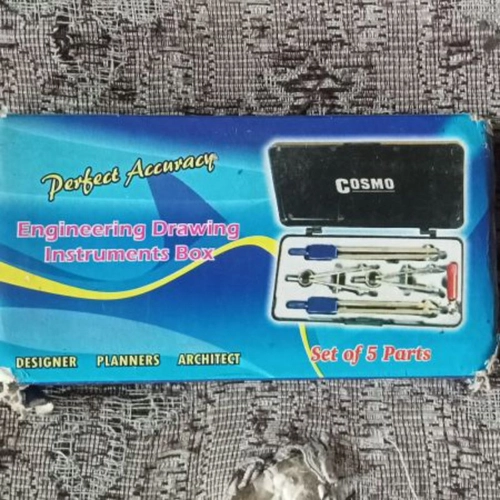 Perfect Accuracy
COSMO
Engineering Drawing
Instruments Box
DESIGNER PLANNERS ARCHITECT
Set of 5 Parts